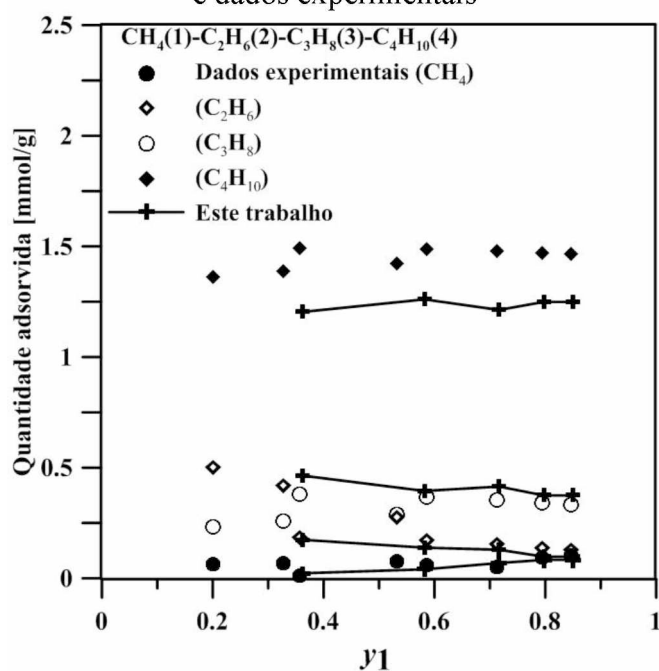 e dados experimentais
2.5
CH₄(1)-C₂H₆(2)-C₃H₈(3)-C₄H₁₀(4)
Dados experimentais (CH₄)
(C₂H₆)
2
(C₃H₈)
(C₄H₁₀)
Este trabalho
1.5
1
0.5
0
Quantidade adsorvida [mmol/g]
0 0.2 0.4 0.6 0.8 1
y1